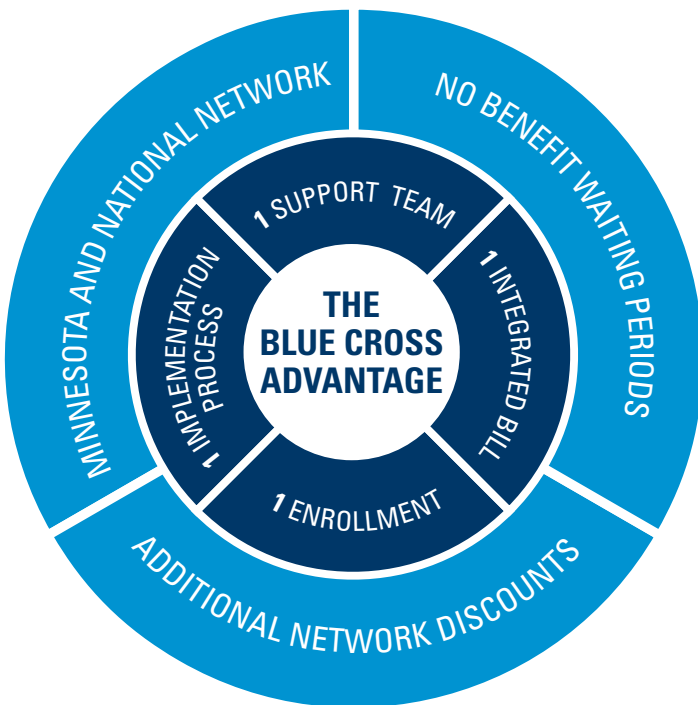 MINNESOTA AND NATIONAL NETWORK
NO BENEFIT WAITING PERIODS
ADDITIONAL NETWORK DISCOUNTS
1 SUPPORT TEAM
1 INTEGRATED BILL
1 ENROLLMENT
1 IMPLEMENTATION
PROCESS
THE
BLUE CROSS
ADVANTAGE